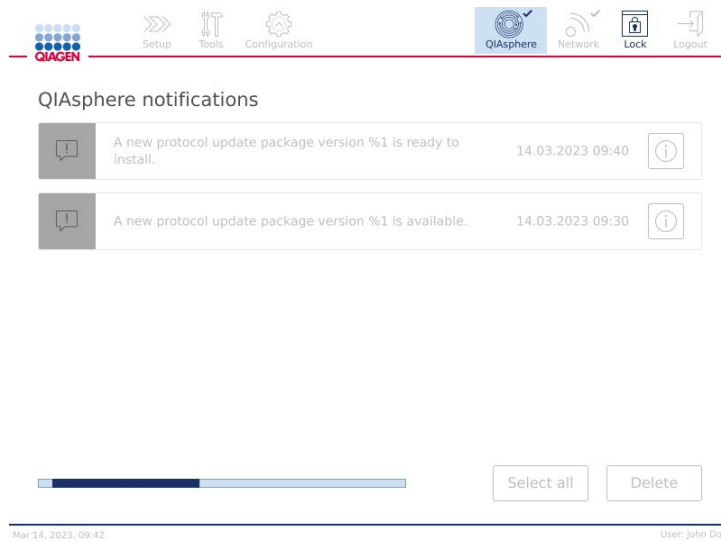 Setup Tools Configuration QIAsphere Network Lock Logout
QIAGEN
QIAsphere notifications
A new protocol update package version %1 is ready to
install.
14.03.2023 09:40
A new protocol update package version %1 is available.
14.03.2023 09:30
Select all Delete
Mar 14, 2023, 09:42 User: John Do